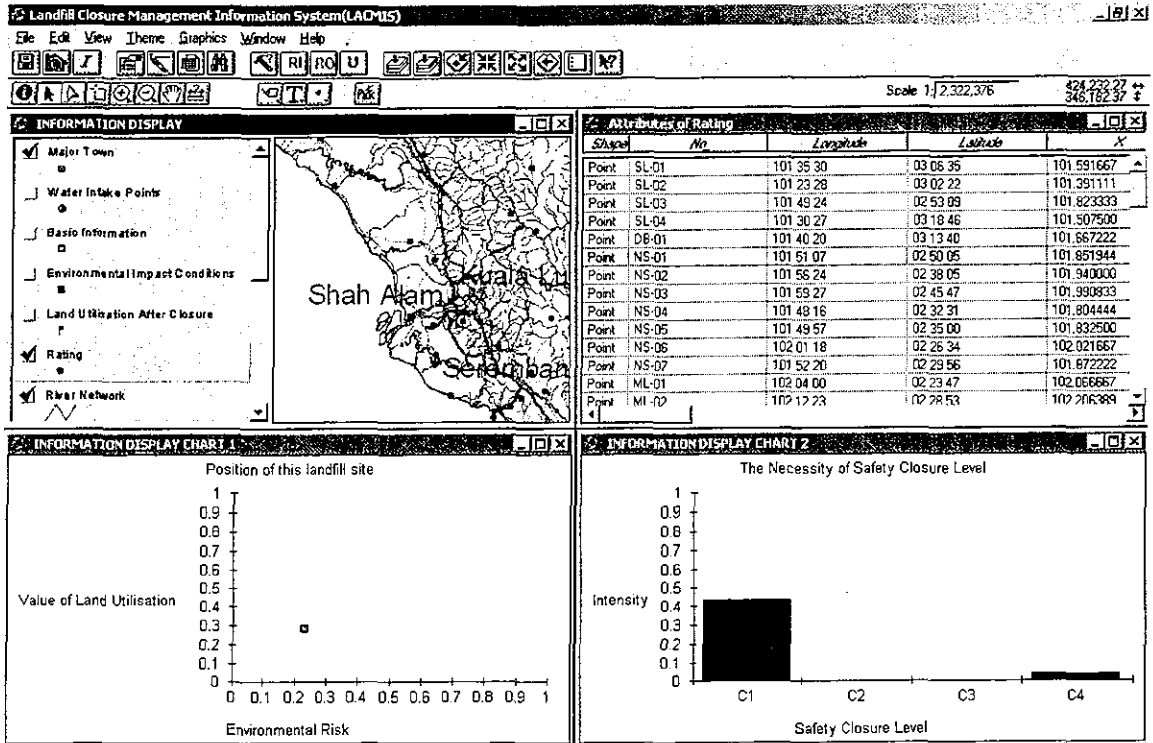 Landfill Closure Management Information System(LACMIS)
File Edit View Theme Graphics Window Help
RI RO U
Scale 1: 2,322,376
424,232.27
346,182.37
INFORMATION DISPLAY
Major Town
Water Intake Points
Basic Information
Environmental Impact Conditions
Land Utilisation After Closure
Rating
River Network
Shah Alam
Kuala Lu
Seremban
Attributes of Rating
Shape No Longitude Latitude X
Point SL-01 101 35 30 03 06 35 101.591667
Point SL-02 101 23 28 03 02 22 101.391111
Point SL-03 101 49 24 02 53 09 101.823333
Point SL-04 101 30 27 03 18 46 101.507500
Point DB-01 101 40 20 03 13 40 101.667222
Point NS-01 101 51 07 02 50 05 101.851944
Point NS-02 101 56 24 02 38 05 101.940000
Point NS-03 101 59 27 02 45 47 101.990833
Point NS-04 101 48 16 02 32 31 101.804444
Point NS-05 101 49 57 02 35 00 101.832500
Point NS-06 102 01 18 02 26 34 102.021667
Point NS-07 101 52 20 02 29 56 101.872222
Point ML-01 102 04 00 02 23 47 102.066667
Point ML-02 102 12 23 02 28 53 102.206389
INFORMATION DISPLAY CHART 1
Position of this landfill site
1
0.9
0.8
0.7
0.6
0.5
0.4
0.3
0.2
0.1
0
Value of Land Utilisation
0 0.1 0.2 0.3 0.4 0.5 0.6 0.7 0.8 0.9 1
Environmental Risk
INFORMATION DISPLAY CHART 2
The Necessity of Safety Closure Level
1
0.9
0.8
0.7
0.6
0.5
0.4
0.3
0.2
0.1
0
Intensity
C1 C2 C3 C4
Safety Closure Level